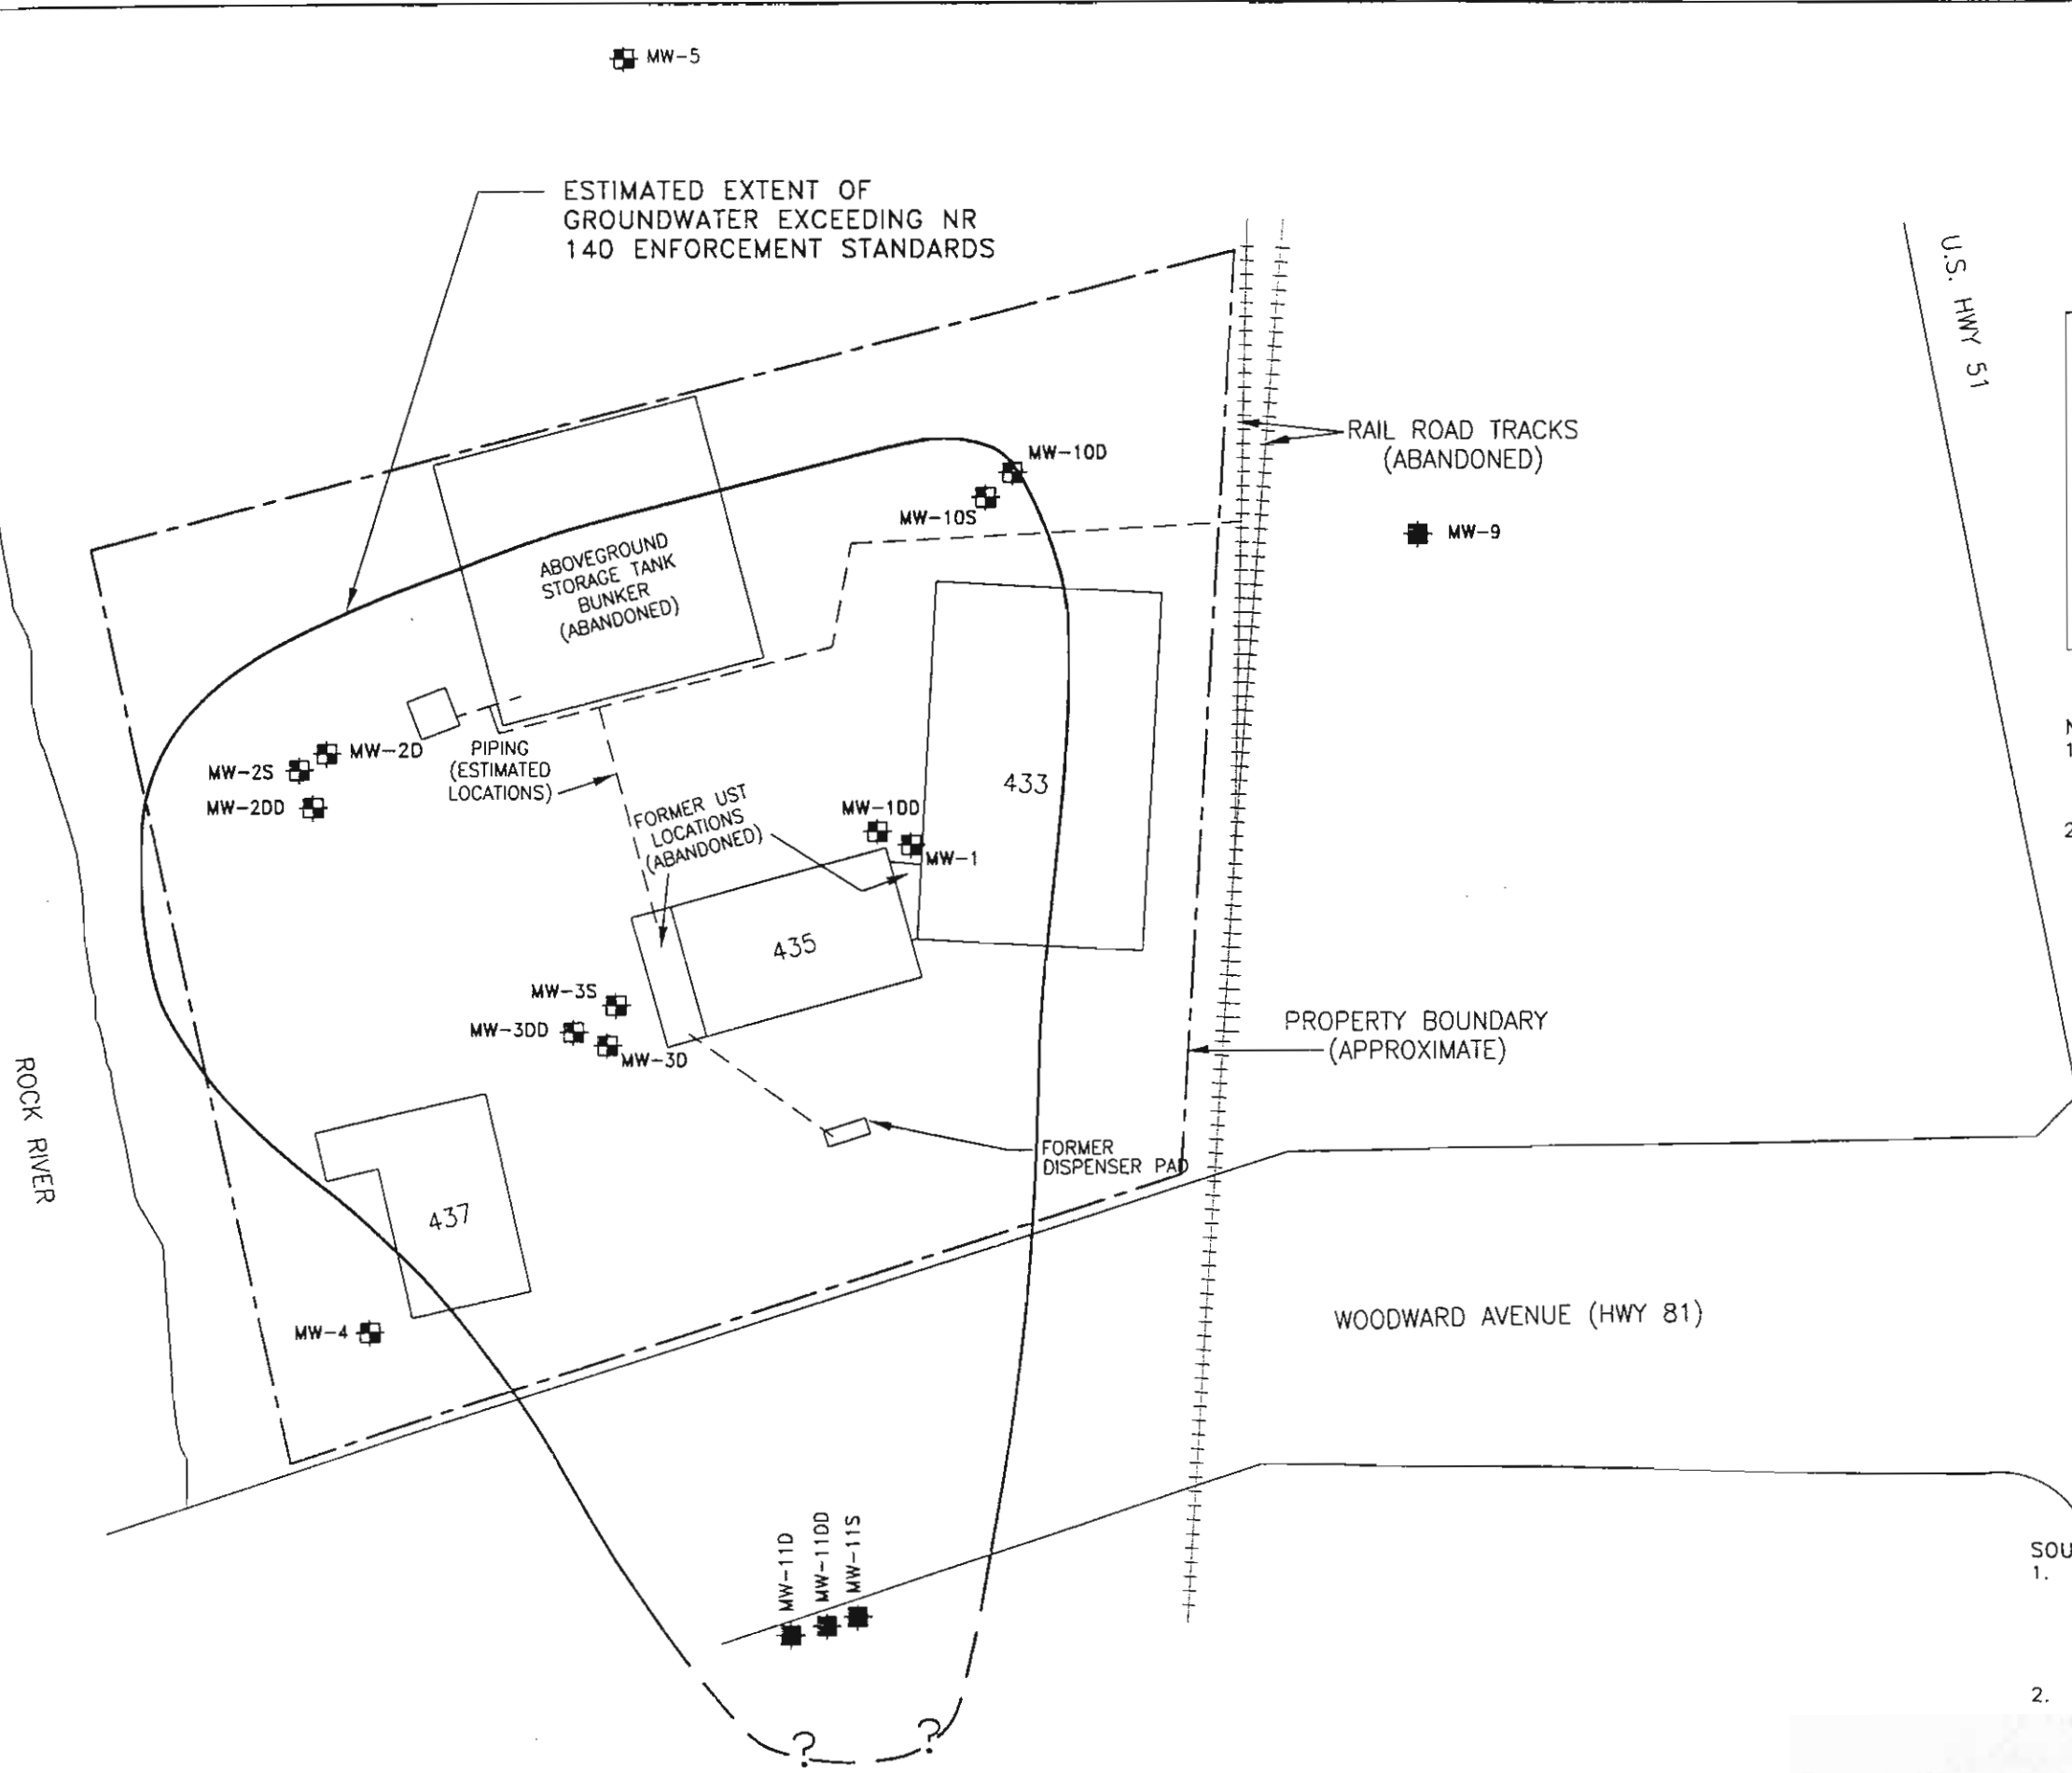 MW-5
ESTIMATED EXTENT OF
GROUNDWATER EXCEEDING NR
140 ENFORCEMENT STANDARDS
U.S. HWY 51
RAIL ROAD TRACKS
(ABANDONED)
MW-10D
MW-10S
MW-9
ABOVEGROUND
STORAGE TANK
BUNKER
(ABANDONED)
MW-2D
MW-2S
MW-2DD
PIPING
(ESTIMATED
LOCATIONS)
FORMER UST
LOCATIONS
(ABANDONED)
MW-1DD
MW-1
433
435
MW-3S
MW-3DD
MW-3D
PROPERTY BOUNDARY
(APPROXIMATE)
ROCK RIVER
FORMER
DISPENSER PAD
437
MW-4
WOODWARD AVENUE (HWY 81)
MW-11D
MW-11DD
MW-11S
? ?
N
1
2
SOU
1.
2.